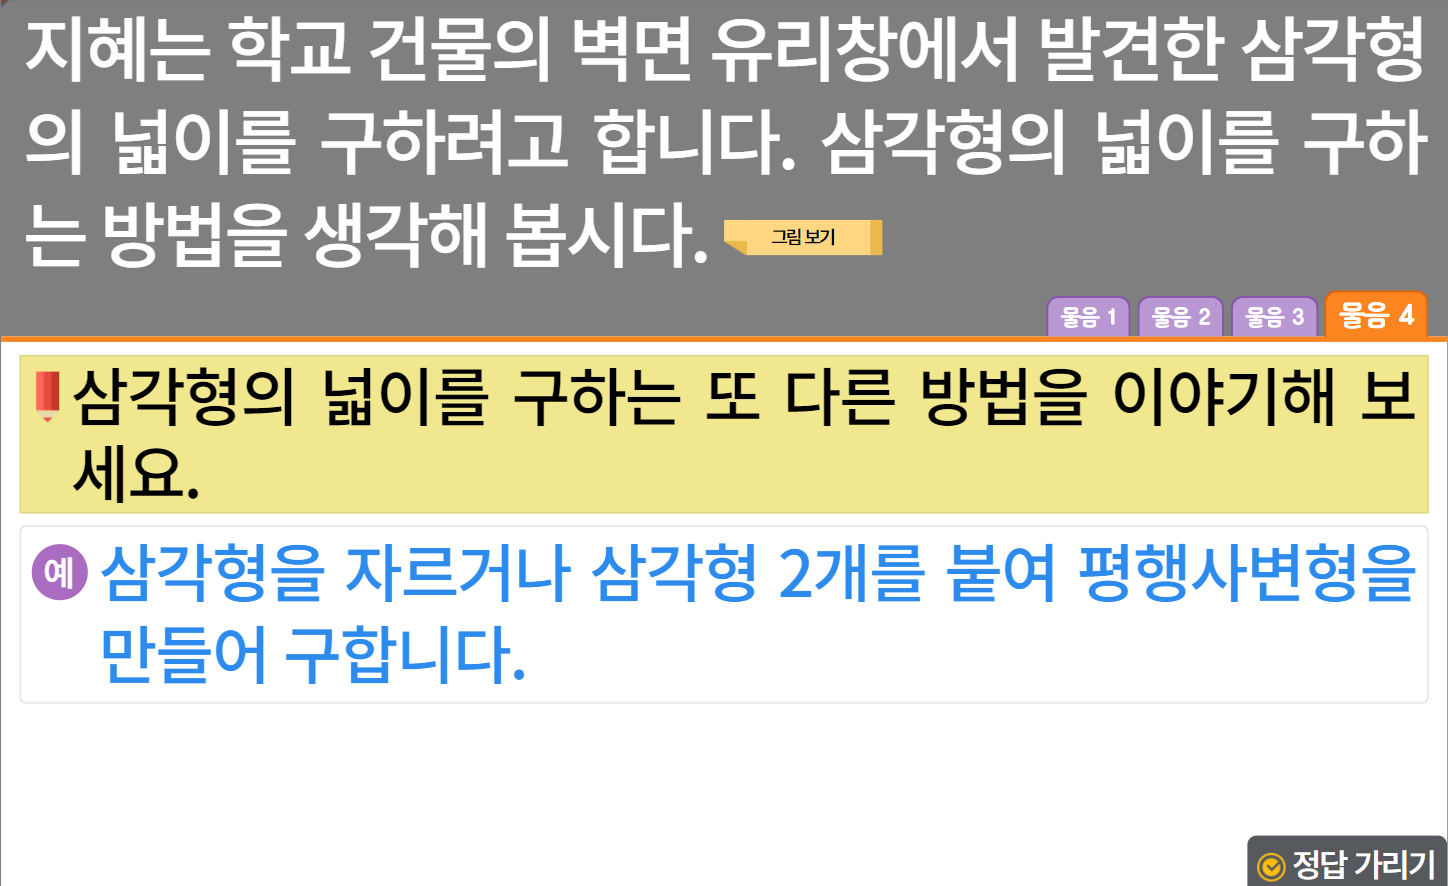 지혜는 학교 건물의 벽면 유리창에서 발견한 삼각형
의 넓이를 구하려고 합니다. 삼각형의 넓이를 구하
는 방법을 생각해 봅시다. 그림 보기
물음 1 물음 2 물음 3 물음 4
삼각형의 넓이를 구하는 또 다른 방법을 이야기해 보
세요.
예 삼각형을 자르거나 삼각형 2개를 붙여 평행사변형을
만들어 구합니다.
정답 가리기